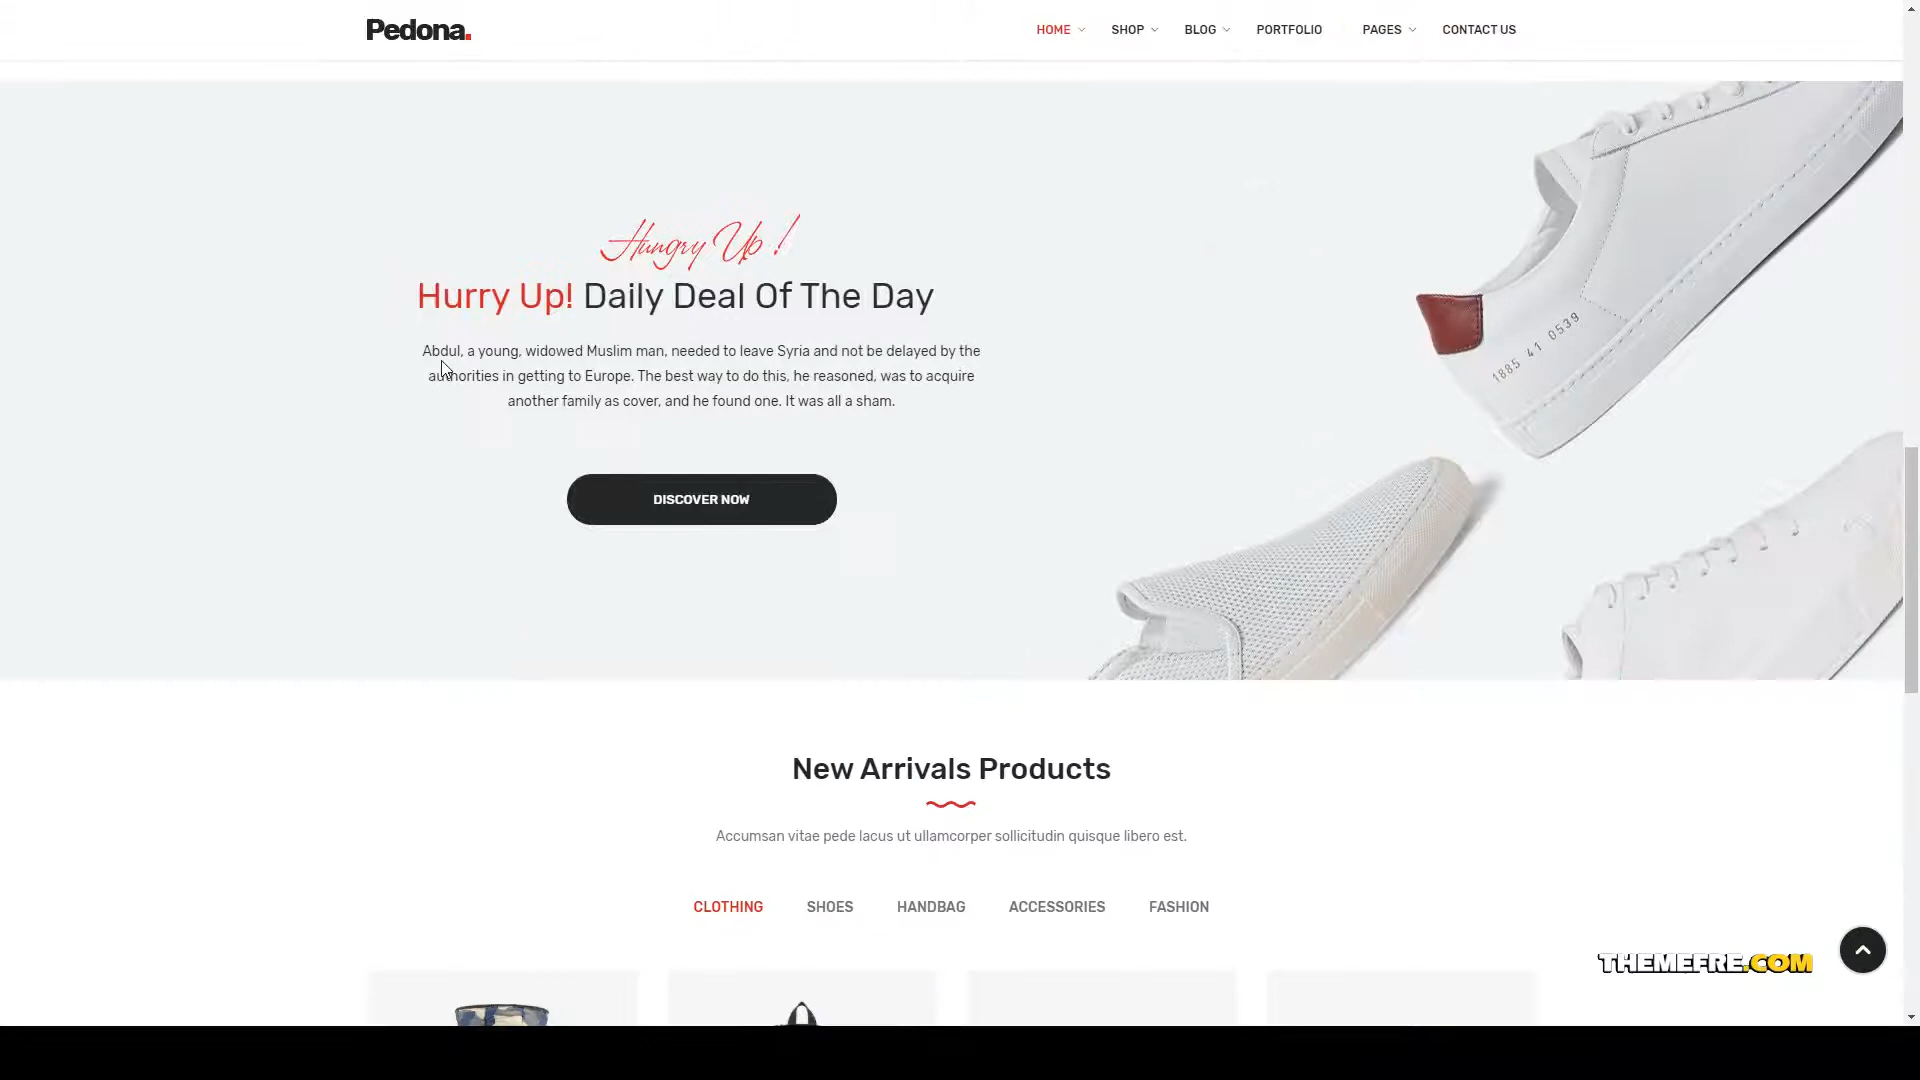 Pedona.
HOME SHOP BLOG PORTFOLIO PAGES CONTACT US
Hungry Up !
Hurry Up! Daily Deal Of The Day
Abdul, a young, widowed Muslim man, needed to leave Syria and not be delayed by the
authorities in getting to Europe. The best way to do this, he reasoned, was to acquire
another family as cover, and he found one. It was all a sham.
1885 41 0539
DISCOVER NOW
New Arrivals Products
Accumsan vitae pede lacus ut ullamcorper sollicitudin quisque libero est.
CLOTHING SHOES HANDBAG ACCESSORIES FASHION
THEMEFRE.COM